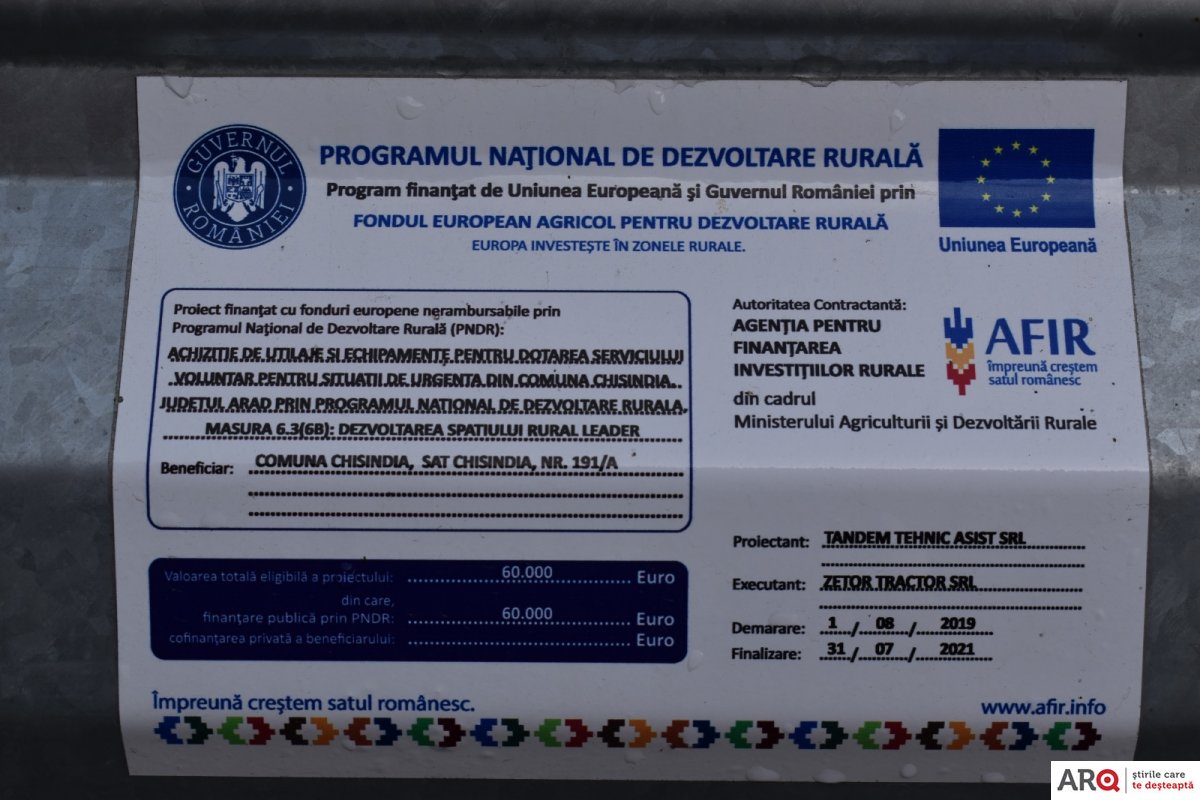 GUVERNUL ROMÂNIEI
PROGRAMUL NAŢIONAL DE DEZVOLTARE RURALĂ
Program finanţat de Uniunea Europeană şi Guvernul României prin
FONDUL EUROPEAN AGRICOL PENTRU DEZVOLTARE RURALĂ
EUROPA INVESTEŞTE ÎN ZONELE RURALE.
Uniunea Europeană
Proiect finanţat cu fonduri europene nerambursabile prin
Programul Naţional de Dezvoltare Rurală (PNDR):
ACHIZITIE DE UTILAJE SI ECHIPAMENTE PENTRU DOTAREA SERVICIULUI
VOLUNTAR PENTRU SITUATII DE URGENTA DIN COMUNA CHISINDIA,
JUDETUL ARAD PRIN PROGRAMUL NATIONAL DE DEZVOLTARE RURALA,
MASURA 6.3(6B): DEZVOLTAREA SPATIULUI RURAL LEADER
Beneficiar: COMUNA CHISINDIA, SAT CHISINDIA, NR. 191/A
Valoarea totală eligibilă a proiectului: 60.000 Euro
din care,
finanţare publică prin PNDR: 60.000 Euro
cofinanţarea privată a beneficiarului: Euro
Autoritatea Contractantă:
AGENŢIA PENTRU
FINANŢAREA
INVESTIŢIILOR RURALE
din cadrul
Ministerului Agriculturii şi Dezvoltării Rurale
AFIR
împreună creştem
satul românesc
Proiectant: TANDEM TEHNIC ASIST SRL
Executant: ZETOR TRACTOR SRL
Demarare: 1 / 08 / 2019
Finalizare: 31 / 07 / 2021
Împreună creştem satul românesc.
www.afir.info
ARQ
știrile care
te deșteaptă